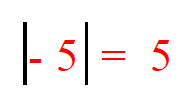 |- 5| = 5